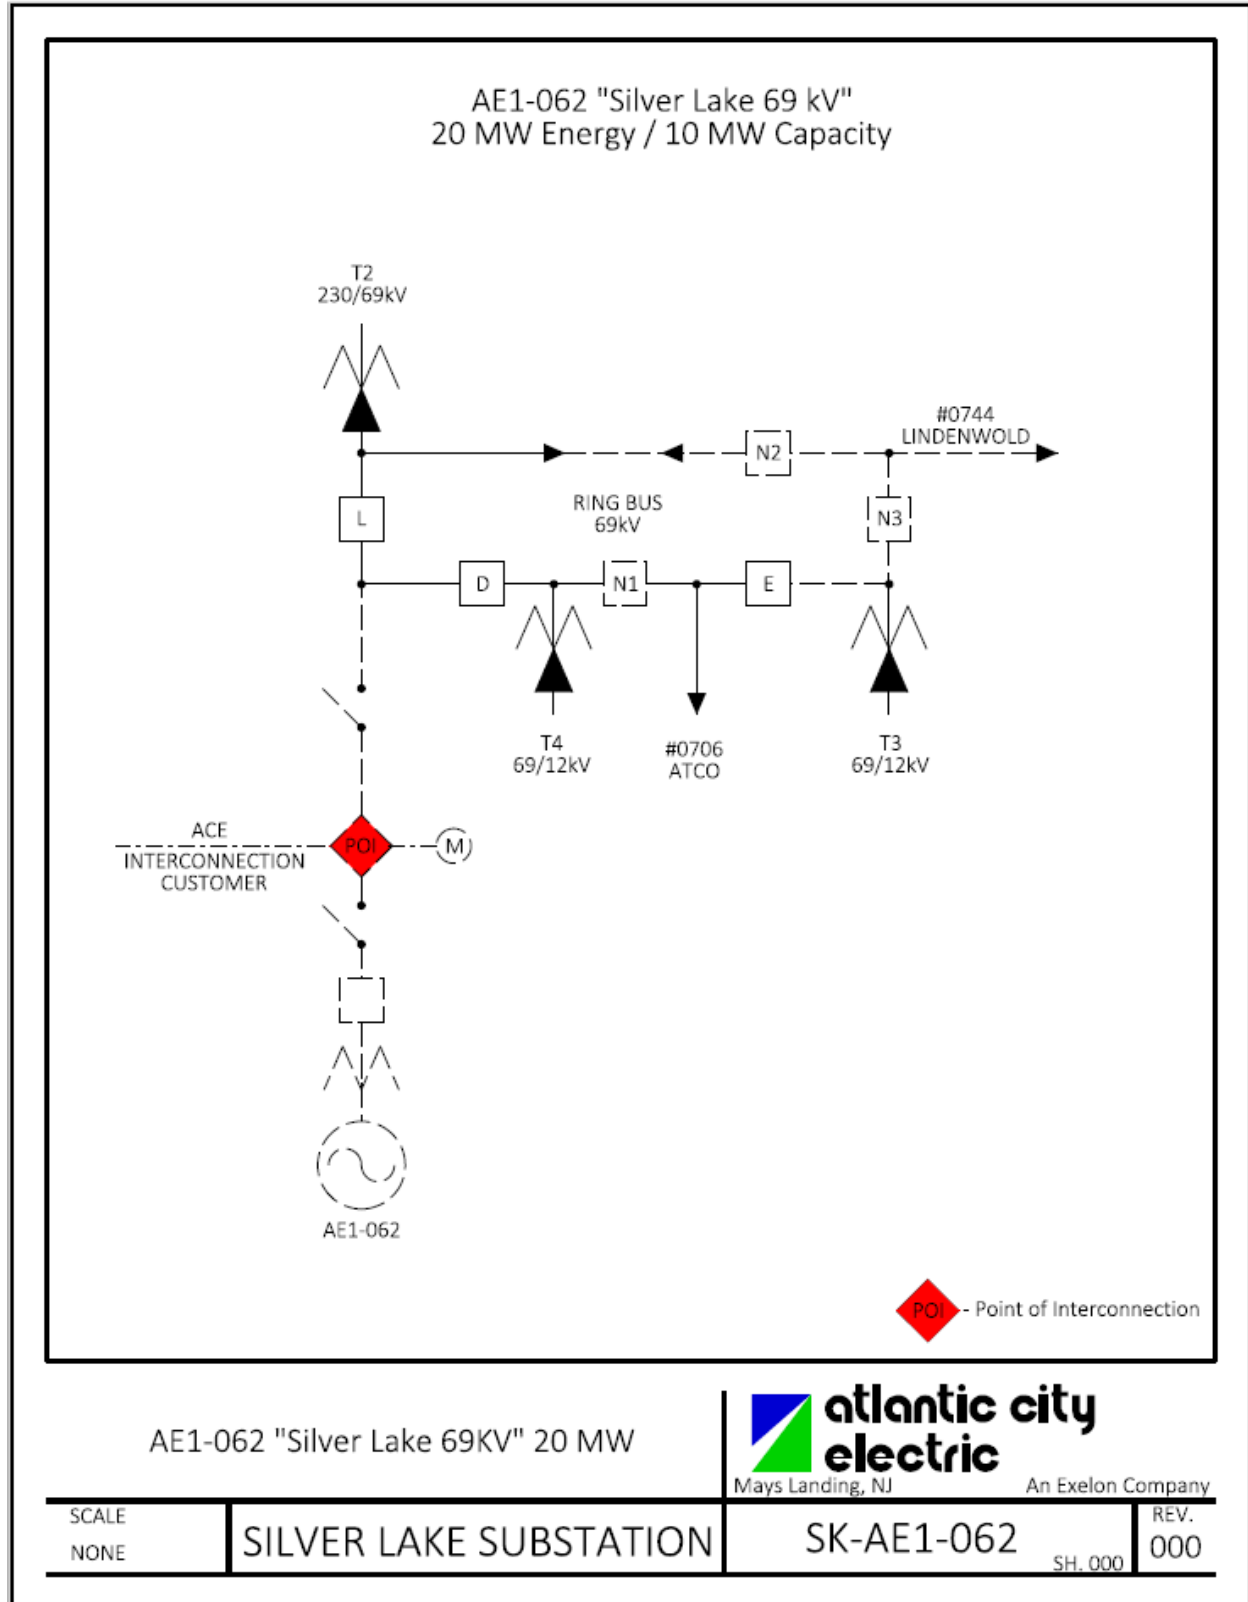 AE1-062 "Silver Lake 69 kV"
20 MW Energy / 10 MW Capacity
T2
230/69kV
#0744
LINDENWOLD
N2
RING BUS
69kV
L
N3
D
N1
E
T4
69/12kV
#0706
ATCO
T3
69/12kV
ACE
POI
M
INTERCONNECTION
CUSTOMER
AE1-062
POI - Point of Interconnection
AE1-062 "Silver Lake 69KV" 20 MW
atlantic city
electric
Mays Landing, NJ
An Exelon Company
SCALE
NONE
SILVER LAKE SUBSTATION
SK-AE1-062
SH. 000
REV.
000